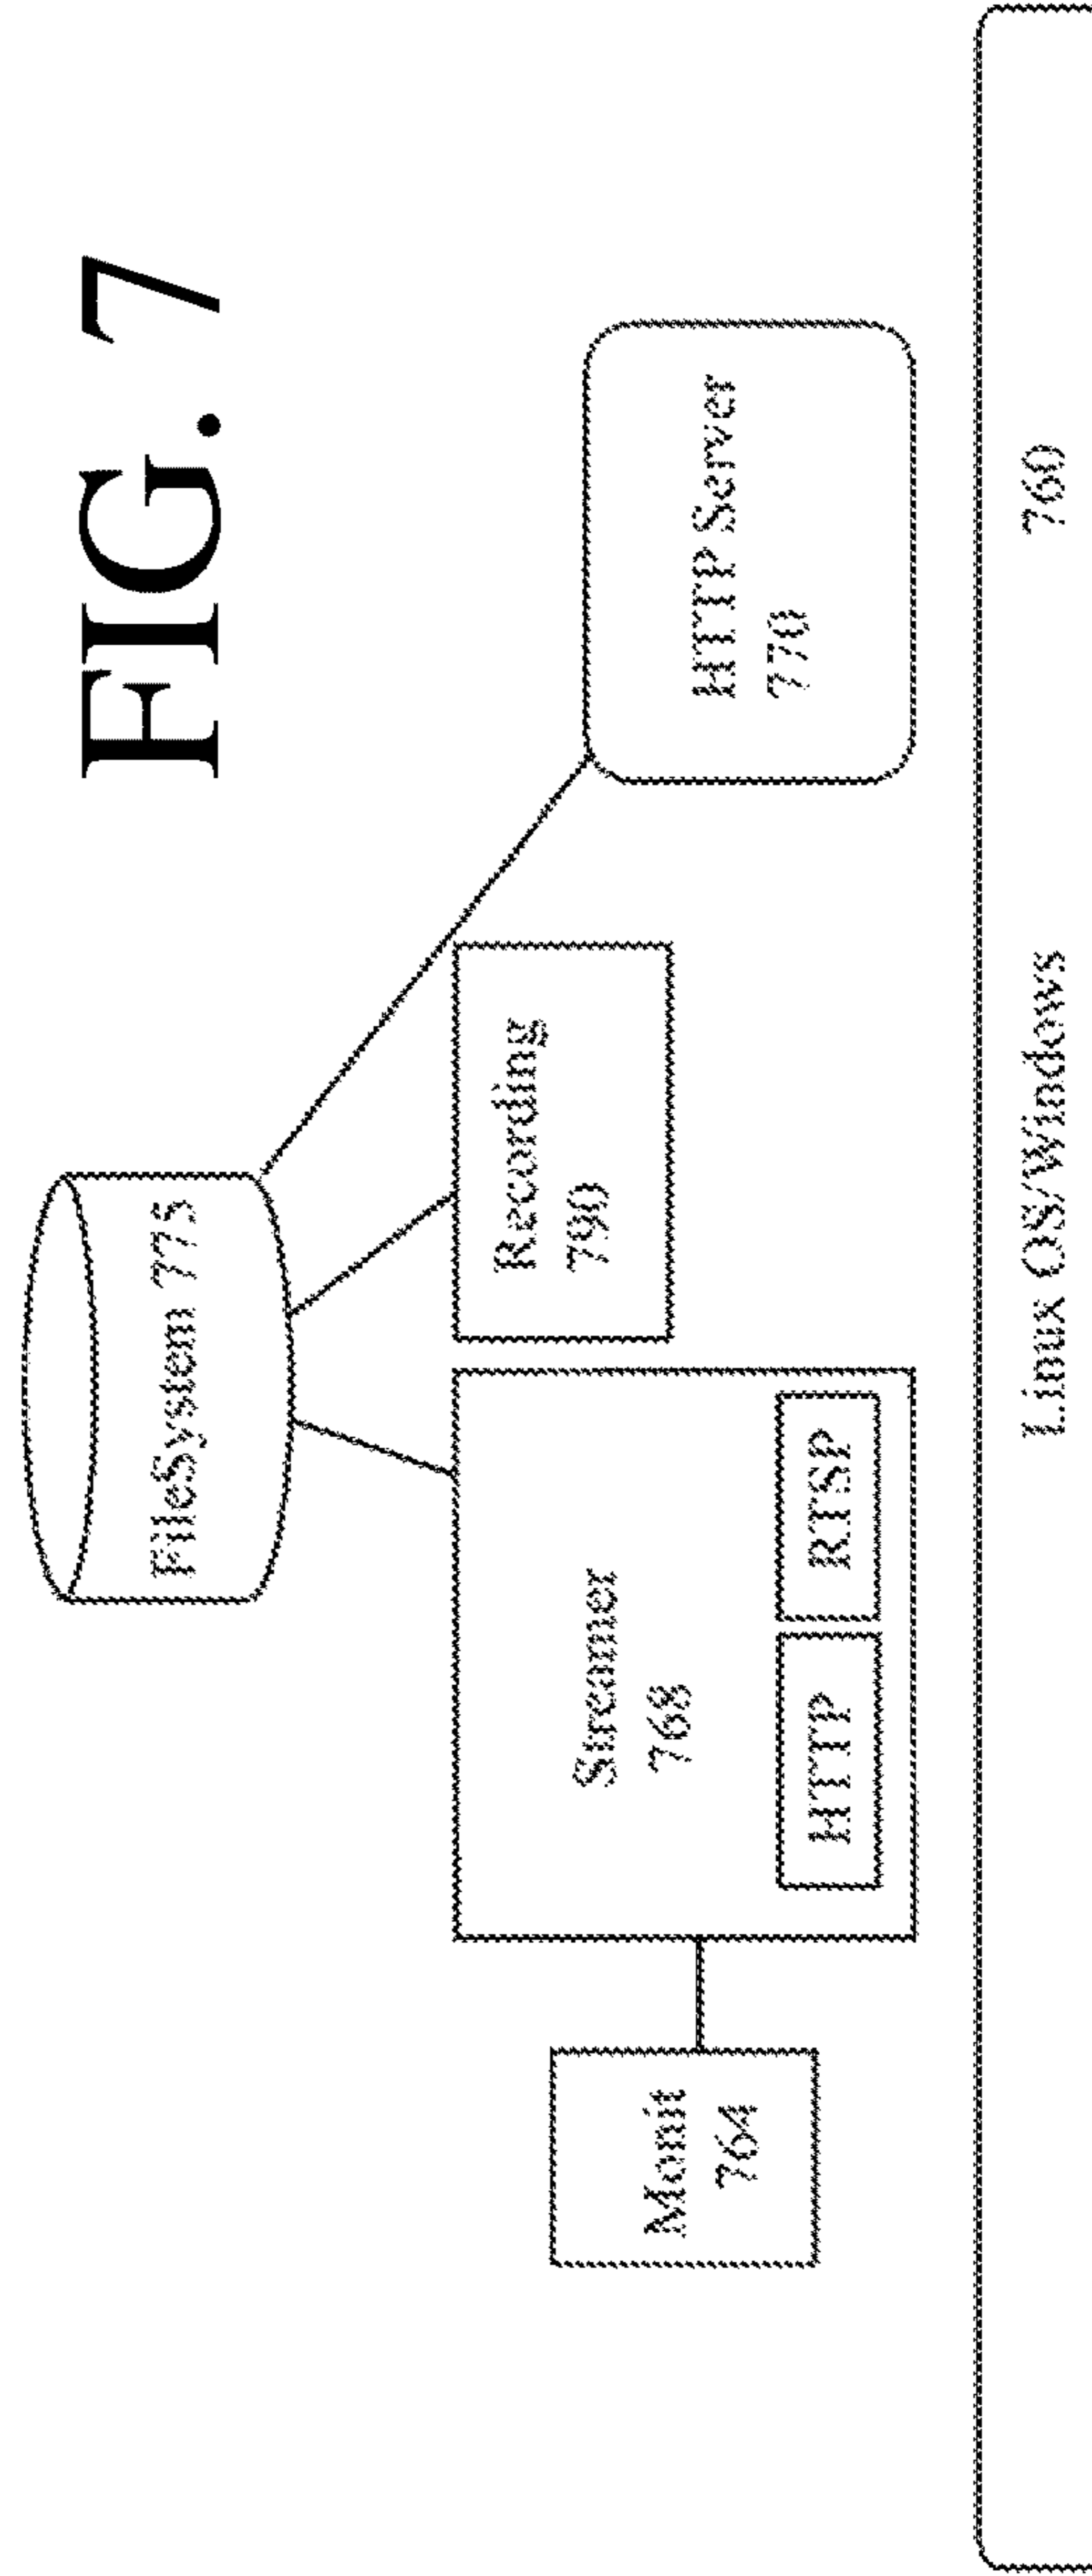 FIG. 7
FileSystem 775
Monit
764
Streamer
768
HTTP
RTSP
Recording
790
HTTP Server
770
Linux OS/Windows
760